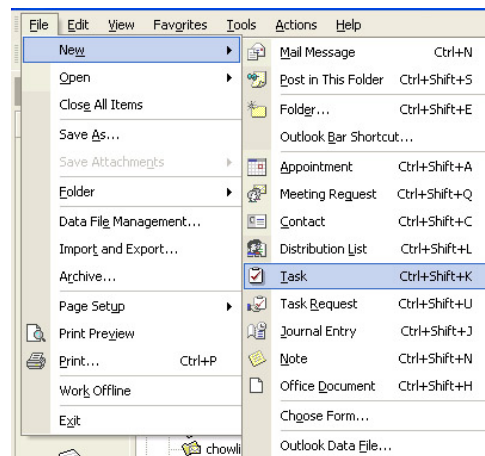 File Edit View Favorites Tools Actions Help
New
Open
Close All Items
Save As...
Save Attachments
Folder
Data File Management...
Import and Export...
Archive...
Page Setup
Print Preview
Print... Ctrl+P
Work Offline
Exit
Mail Message Ctrl+N
Post in This Folder Ctrl+Shift+S
Folder... Ctrl+Shift+E
Outlook Bar Shortcut...
Appointment Ctrl+Shift+A
Meeting Request Ctrl+Shift+Q
Contact Ctrl+Shift+C
Distribution List Ctrl+Shift+L
Task Ctrl+Shift+K
Task Request Ctrl+Shift+U
Journal Entry Ctrl+Shift+J
Note Ctrl+Shift+N
Office Document Ctrl+Shift+H
Choose Form...
Outlook Data File...
chowli